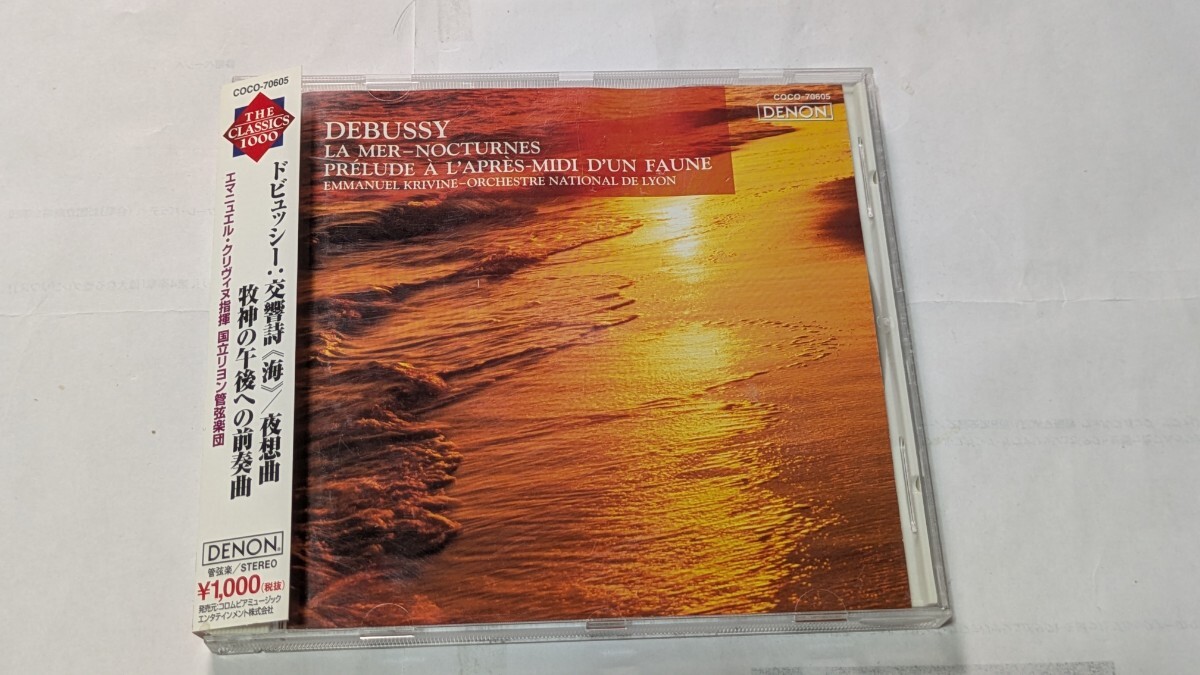 COCO-70605
THE
CLASSICS
1000
ドビュッシー:交響詩《海》/夜想曲
牧神の午後への前奏曲
エマニュエル・クリヴィヌ指揮 国立リヨン管弦楽団
DENON
管弦楽/STEREO
¥1,000(税抜)
発売元:コロムビアミュージック
エンタテインメント株式会社
COCO-70605
DENON
DEBUSSY
LA MER–NOCTURNES
PRÉLUDE À L'APRÈS-MIDI D'UN FAUNE
EMMANUEL KRIVINE–ORCHESTRE NATIONAL DE LYON